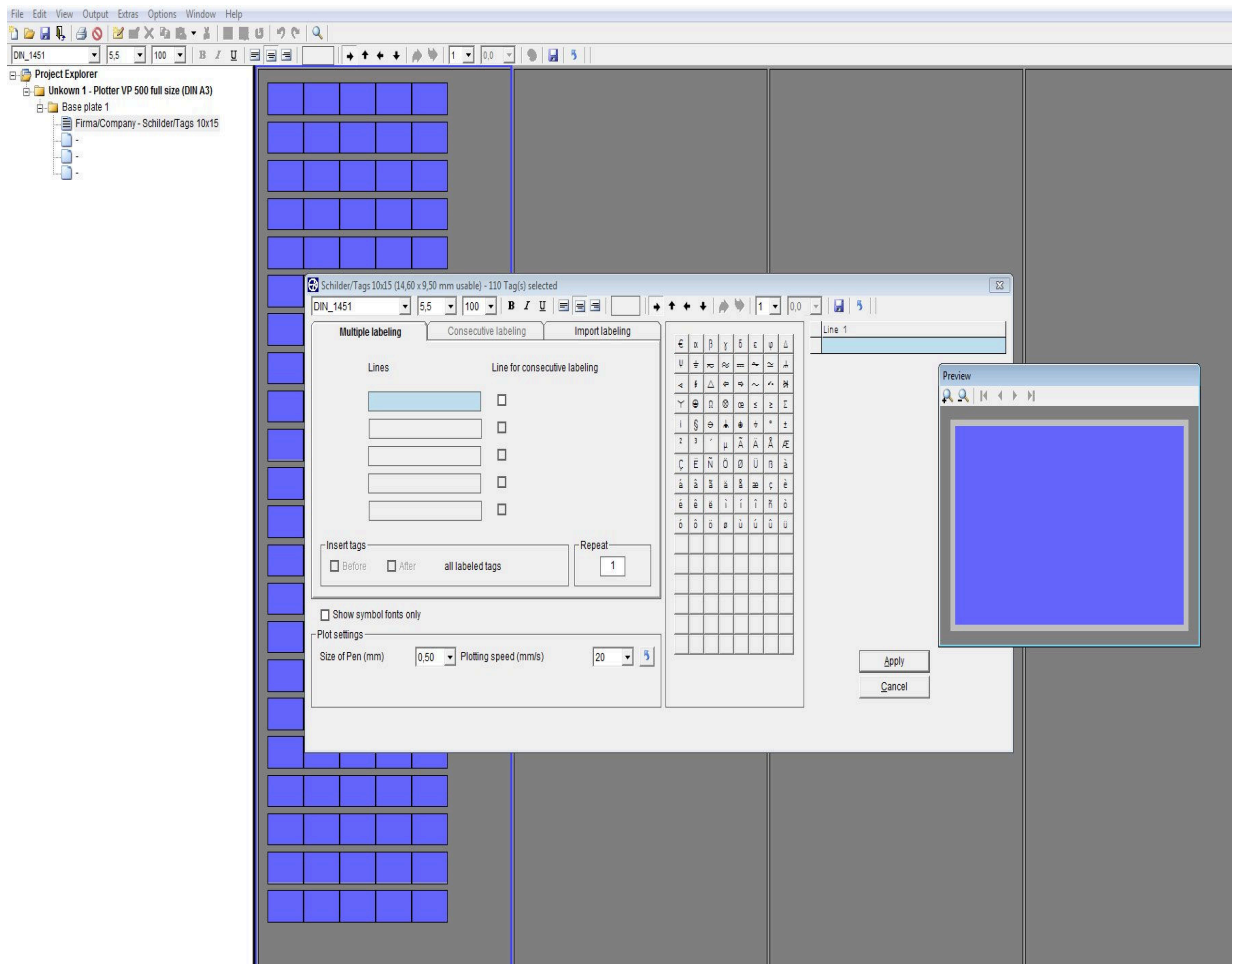 File Edit View Output Extras Options Window Help
DIN_1451 5,5 100 B I U 1 0,0
Project Explorer
Unkown 1 - Plotter VP 500 full size (DIN A3)
Base plate 1
Firma/Company - Schilder/Tags 10x15
-
-
-
Schilder/Tags 10x15 (14,60 x 9,50 mm usable) - 110 Tag(s) selected
DIN_1451 5,5 100 B I U 1 0,0
Multiple labeling Consecutive labeling Import labeling
Lines Line for consecutive labeling
Insert tags
Before After all labeled tags
Repeat
1
Show symbol fonts only
Plot settings
Size of Pen (mm) 0,50 Plotting speed (mm/s) 20
€ α β γ δ ε φ Δ
² ³ ´ µ Ã Ä Å Æ
Ç É Ñ Ö Ø Ü ß à
á â ã ä å æ ç è
é ê ë ì í î ñ ò
ó ô ö ø ù ú û ü
Line 1
Apply
Cancel
Preview